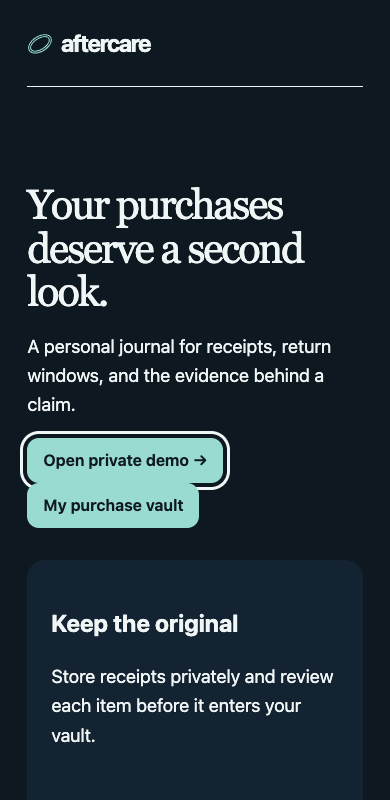 aftercare
Your purchases
deserve a second
look.
A personal journal for receipts, return
windows, and the evidence behind a
claim.
Open private demo →
My purchase vault
Keep the original
Store receipts privately and review
each item before it enters your
vault.